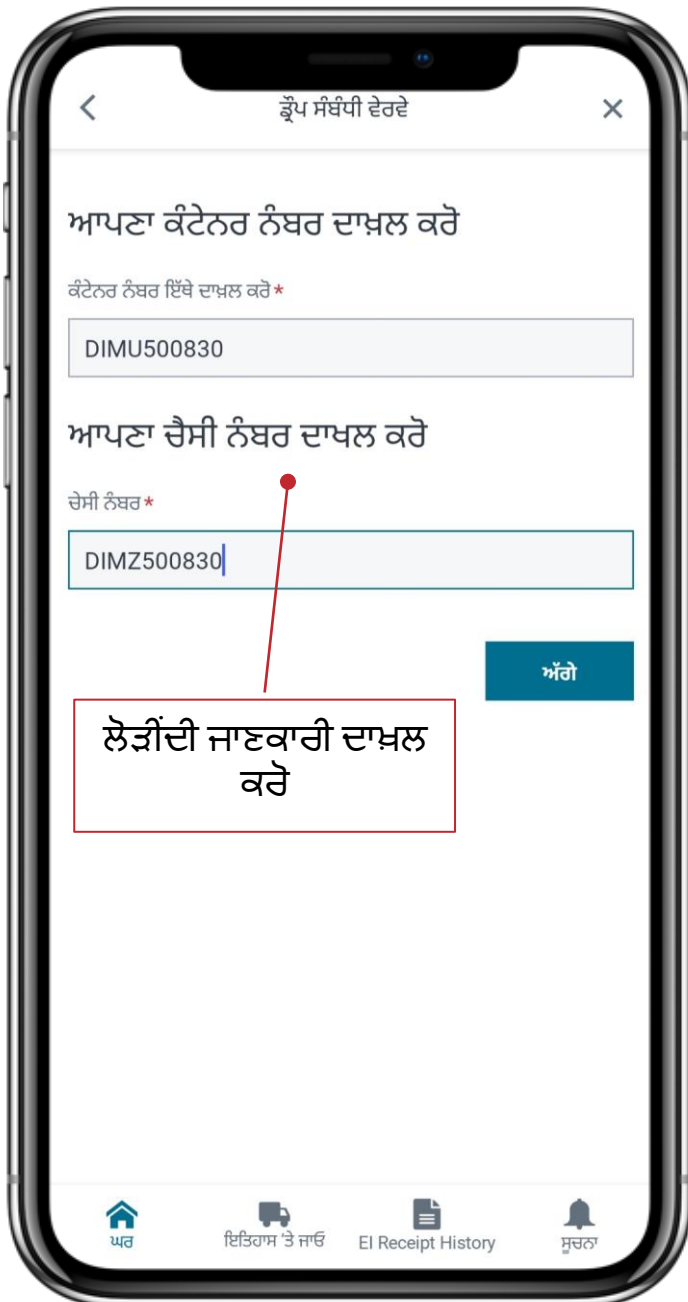 ਡ੍ਰੌਪ ਸੰਬੰਧੀ ਵੇਰਵੇ
ਆਪਣਾ ਕੰਟੇਨਰ ਨੰਬਰ ਦਾਖ਼ਲ ਕਰੋ
ਕੰਟੇਨਰ ਨੰਬਰ ਇੱਥੇ ਦਾਖ਼ਲ ਕਰੋ*
DIMU500830
ਆਪਣਾ ਚੈਸੀ ਨੰਬਰ ਦਾਖਲ ਕਰੋ
ਚੇਸੀ ਨੰਬਰ*
DIMZ500830
ਅੱਗੇ
ਲੋੜੀਂਦੀ ਜਾਣਕਾਰੀ ਦਾਖ਼ਲ
ਕਰੋ
ਘਰ ਇਤਿਹਾਸ 'ਤੇ ਜਾਓ EI Receipt History ਸੂਚਨਾ